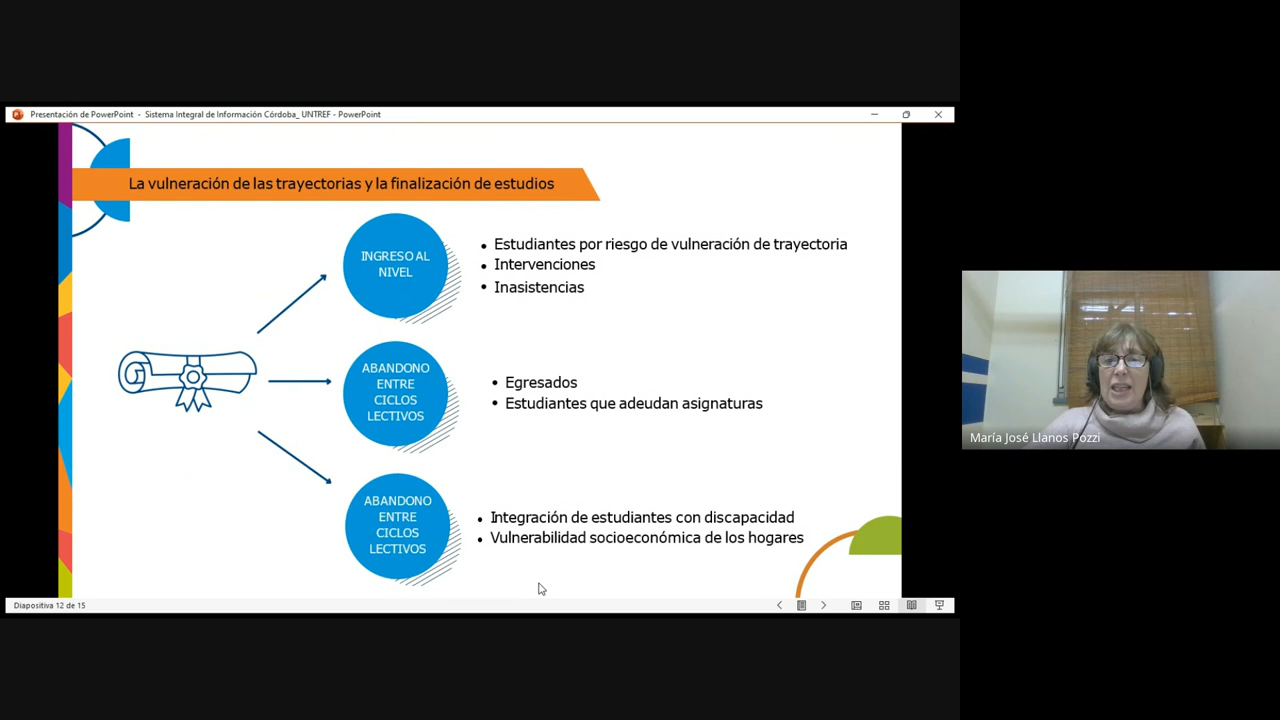 Presentación de PowerPoint - Sistema Integral de Información Córdoba_ UNTREF - PowerPoint
La vulneración de las trayectorias y la finalización de estudios
INGRESO AL
NIVEL
• Estudiantes por riesgo de vulneración de trayectoria
• Intervenciones
• Inasistencias
ABANDONO
ENTRE
CICLOS
LECTIVOS
• Egresados
• Estudiantes que adeudan asignaturas
ABANDONO
ENTRE
CICLOS
LECTIVOS
• Integración de estudiantes con discapacidad
• Vulnerabilidad socioeconómica de los hogares
Diapositiva 12 de 15
María José Llanos Pozzi